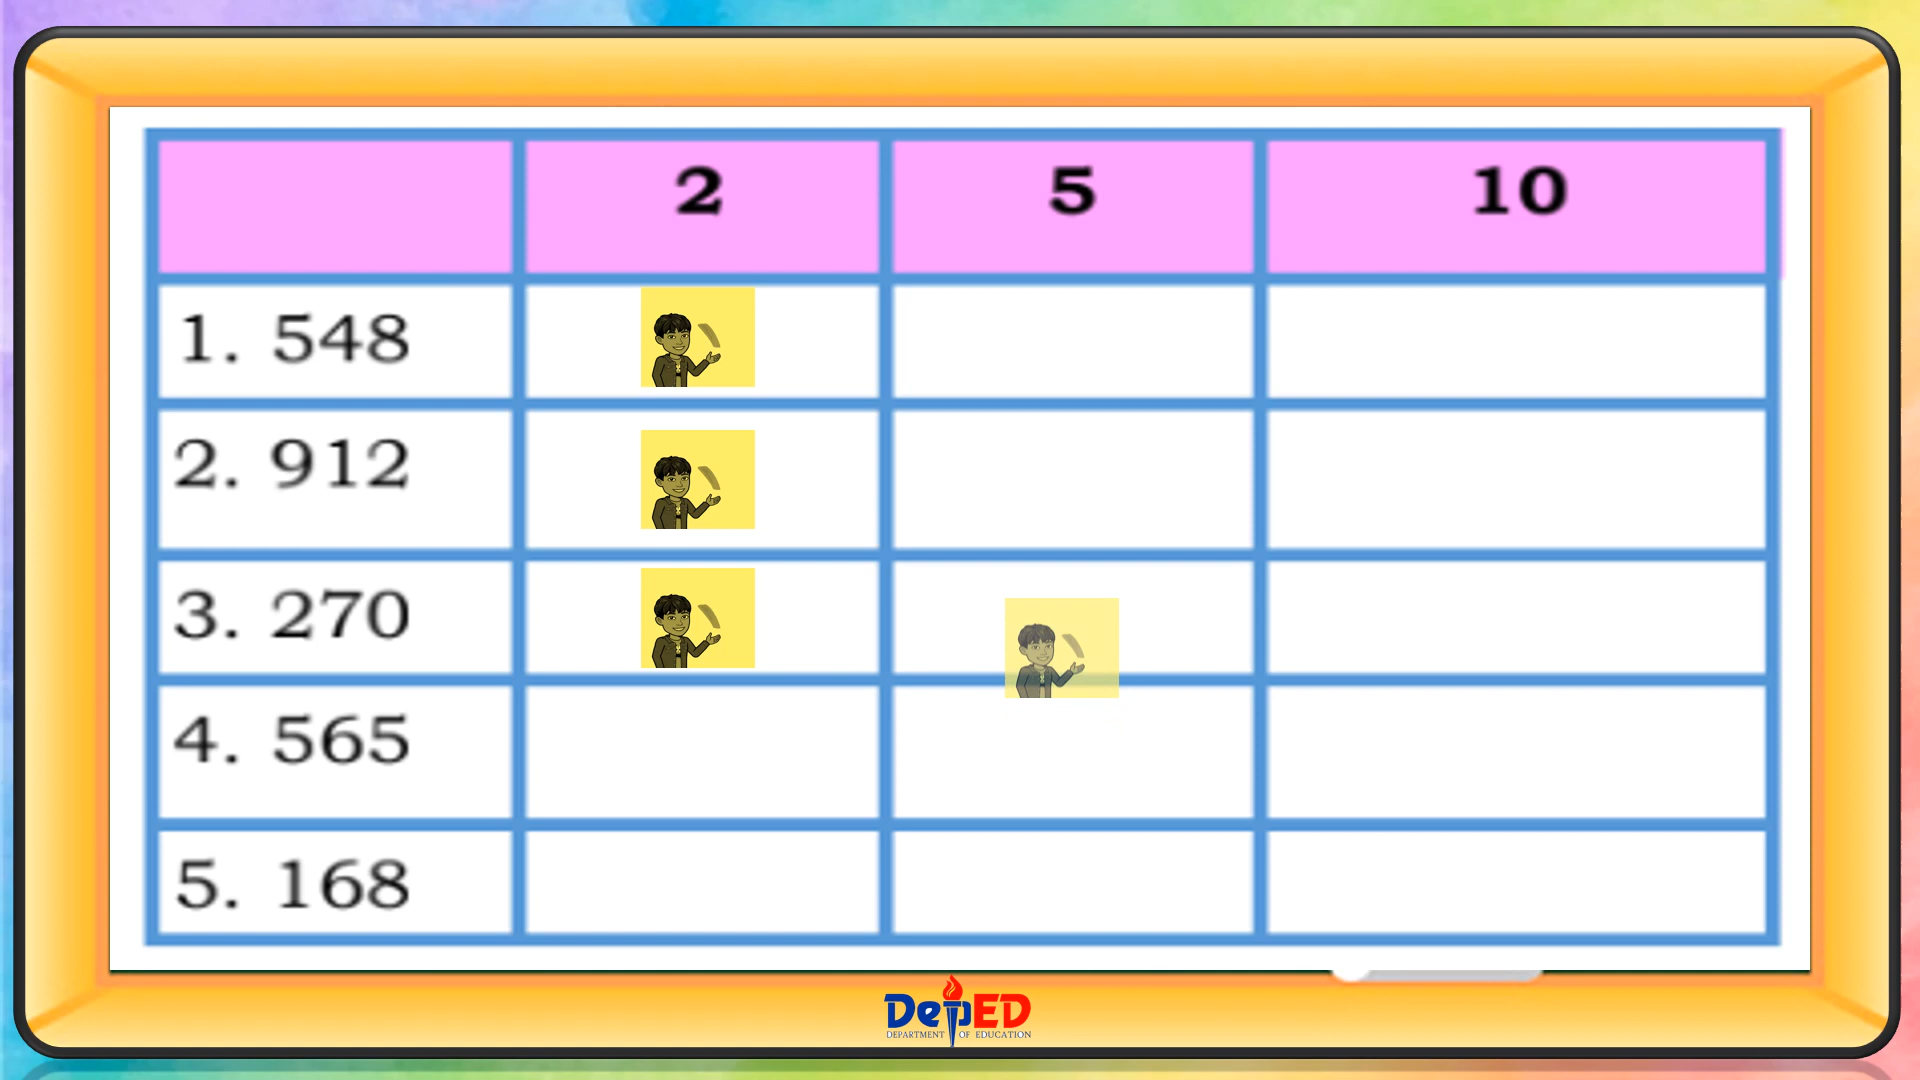 2 5 10
1. 548
2. 912
3. 270
4. 565
5. 168
DepED
DEPARTMENT OF EDUCATION